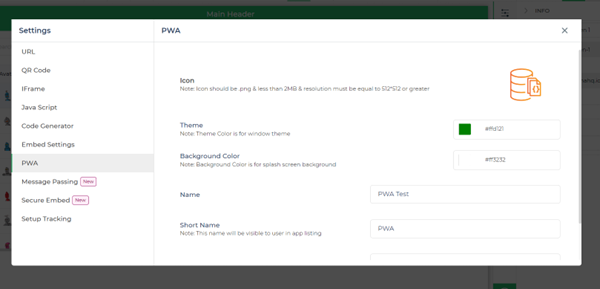 Main Header
INFO
Settings
PWA
URL
QR Code
IFrame
Java Script
Code Generator
Embed Settings
PWA
Message Passing New
Secure Embed New
Setup Tracking
Icon
Note: Icon should be .png & less than 2MB & resolution must be equal to 512*512 or greater
Theme
Note: Theme Color is for window theme
#ffd121
Background Color
Note: Background Color is for splash screen background
#ff3232
Name
PWA Test
Short Name
Note: This name will be visible to user in app listing
PWA